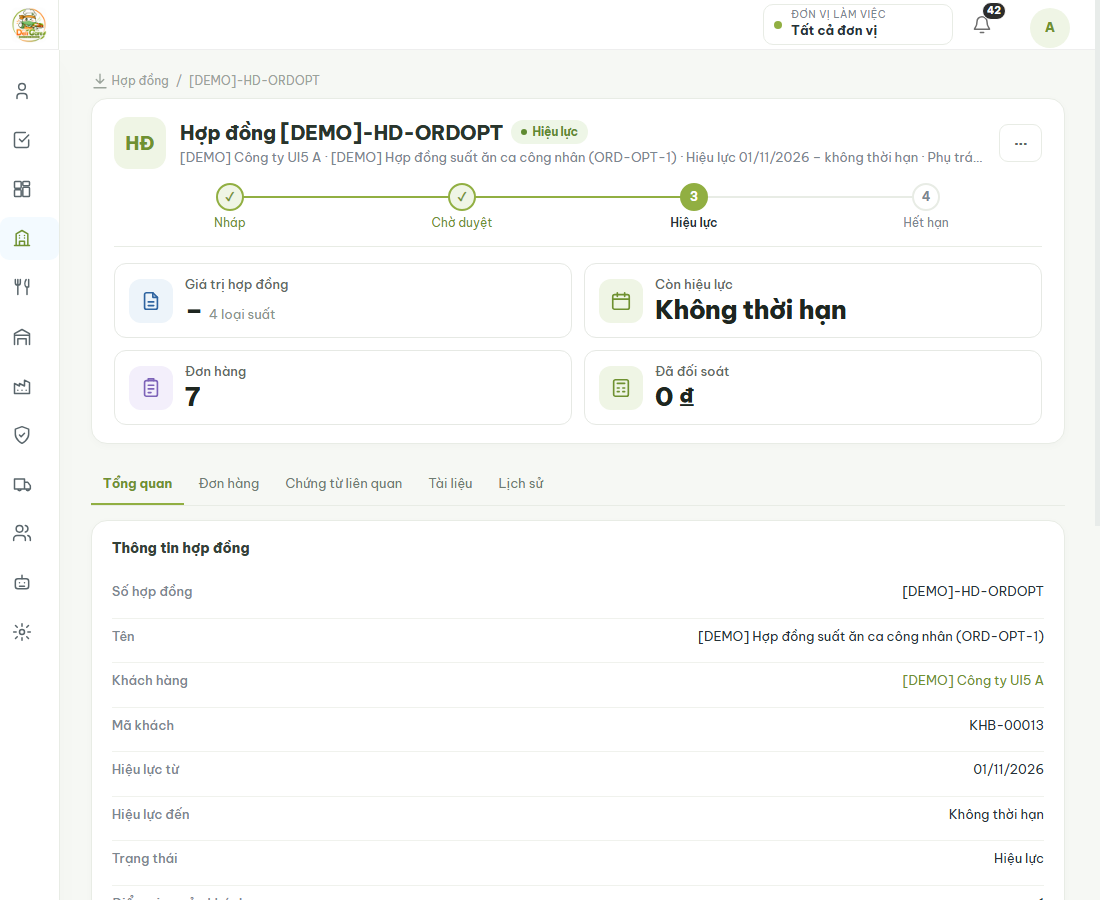 ĐƠN VỊ LÀM VIỆC
Tất cả đơn vị
42
A
Hợp đồng / [DEMO]-HD-ORDOPT
HĐ
Hợp đồng [DEMO]-HD-ORDOPT
Hiệu lực
[DEMO] Công ty UI5 A · [DEMO] Hợp đồng suất ăn ca công nhân (ORD-OPT-1) · Hiệu lực 01/11/2026 – không thời hạn · Phụ trá...
...
✓ ✓ 3 4
Nháp Chờ duyệt Hiệu lực Hết hạn
Giá trị hợp đồng
– 4 loại suất
Còn hiệu lực
Không thời hạn
Đơn hàng
7
Đã đối soát
0 ₫
Tổng quan Đơn hàng Chứng từ liên quan Tài liệu Lịch sử
Thông tin hợp đồng
Số hợp đồng [DEMO]-HD-ORDOPT
Tên [DEMO] Hợp đồng suất ăn ca công nhân (ORD-OPT-1)
Khách hàng [DEMO] Công ty UI5 A
Mã khách KHB-00013
Hiệu lực từ 01/11/2026
Hiệu lực đến Không thời hạn
Trạng thái Hiệu lực